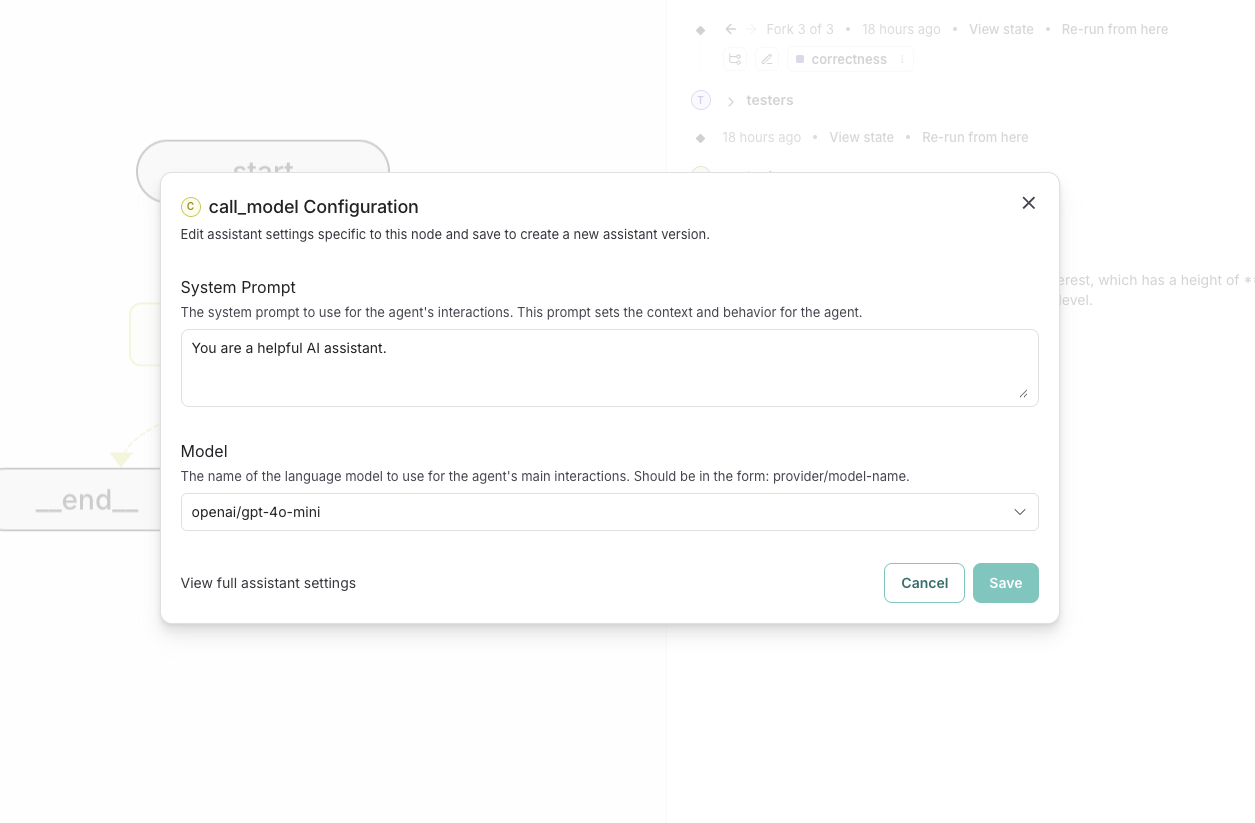 Fork 3 of 3 • 18 hours ago • View state • Re-run from here
correctness
T testers
18 hours ago • View state • Re-run from here
C call_model Configuration
Edit assistant settings specific to this node and save to create a new assistant version.
System Prompt
The system prompt to use for the agent's interactions. This prompt sets the context and behavior for the agent.
You are a helpful AI assistant.
erest, which has a height of
level.
Model
The name of the language model to use for the agent's main interactions. Should be in the form: provider/model-name.
openai/gpt-4o-mini
__end__
View full assistant settings
Cancel
Save